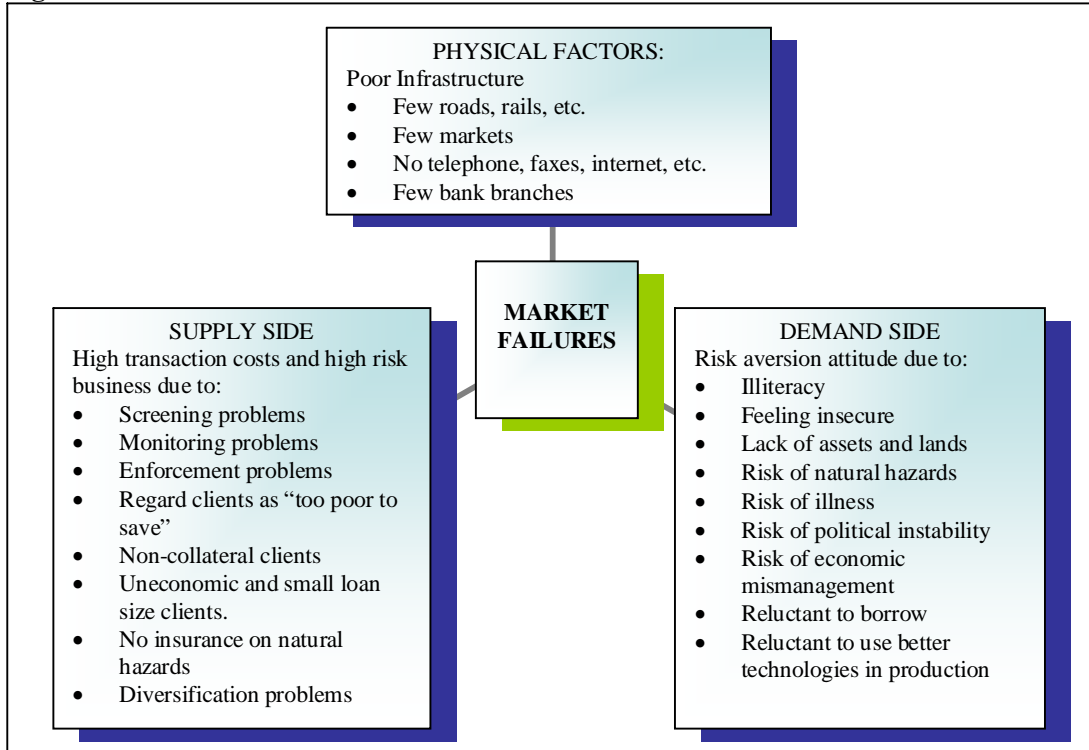 PHYSICAL FACTORS:
Poor Infrastructure
• Few roads, rails, etc.
• Few markets
• No telephone, faxes, internet, etc.
• Few bank branches
MARKET
FAILURES
SUPPLY SIDE
High transaction costs and high risk
business due to:
• Screening problems
• Monitoring problems
• Enforcement problems
• Regard clients as “too poor to
save”
• Non-collateral clients
• Uneconomic and small loan
size clients.
• No insurance on natural
hazards
• Diversification problems
DEMAND SIDE
Risk aversion attitude due to:
• Illiteracy
• Feeling insecure
• Lack of assets and lands
• Risk of natural hazards
• Risk of illness
• Risk of political instability
• Risk of economic
mismanagement
• Reluctant to borrow
• Reluctant to use better
technologies in production